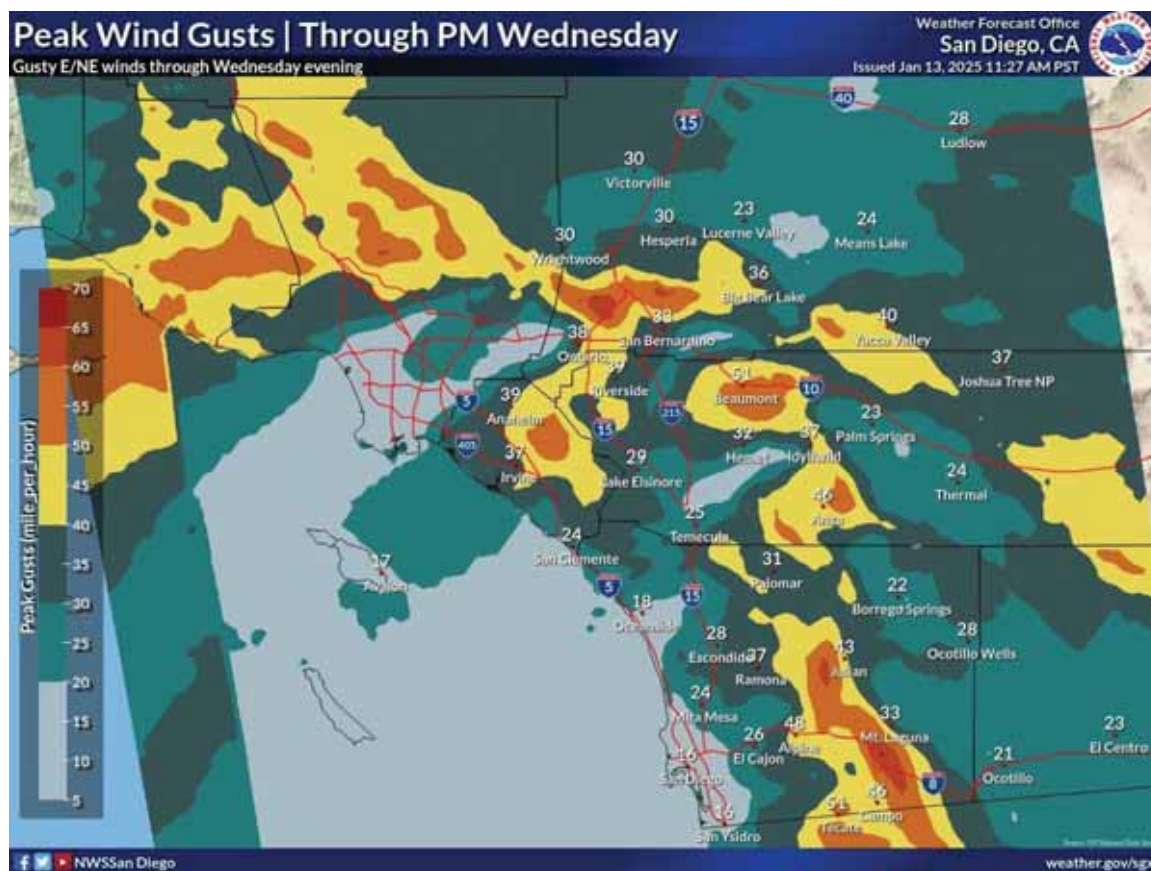 Peak Wind Gusts | Through PM Wednesday
Gusty E/NE winds through Wednesday evening
Weather Forecast Office
San Diego, CA
Issued Jan 13, 2025 11:27 AM PST
40
15
28
Ludlow
30
Victorville
30
Hesperia
23
Lucerne Valley
24
Means Lake
30
Wrightwood
36
Big Bear Lake
70
65
60
55
50
45
40
35
30
25
20
15
10
5
Peak Gusts (mile_per_hour)
38
Ontario
33
San Bernardino
40
Yucca Valley
37
Joshua Tree NP
39
Riverside
51
Beaumont
10
5
39
Anaheim
215
23
Palm Springs
405
15
37
Irvine
32
Hemet
37
Idyllwild
29
Lake Elsinore
24
Thermal
46
Anza
25
Temecula
24
San Clemente
17
Avalon
31
Palomar
5
15
22
Borrego Springs
18
Oceanside
28
Escondido
37
Ramona
43
Julian
28
Ocotillo Wells
24
Mira Mesa
26
El Cajon
48
Alpine
33
Mt. Laguna
23
El Centro
16
San Diego
21
Ocotillo
8
San Ysidro
51
Tecate
Campo
NWSSan Diego
weather.gov/sgx